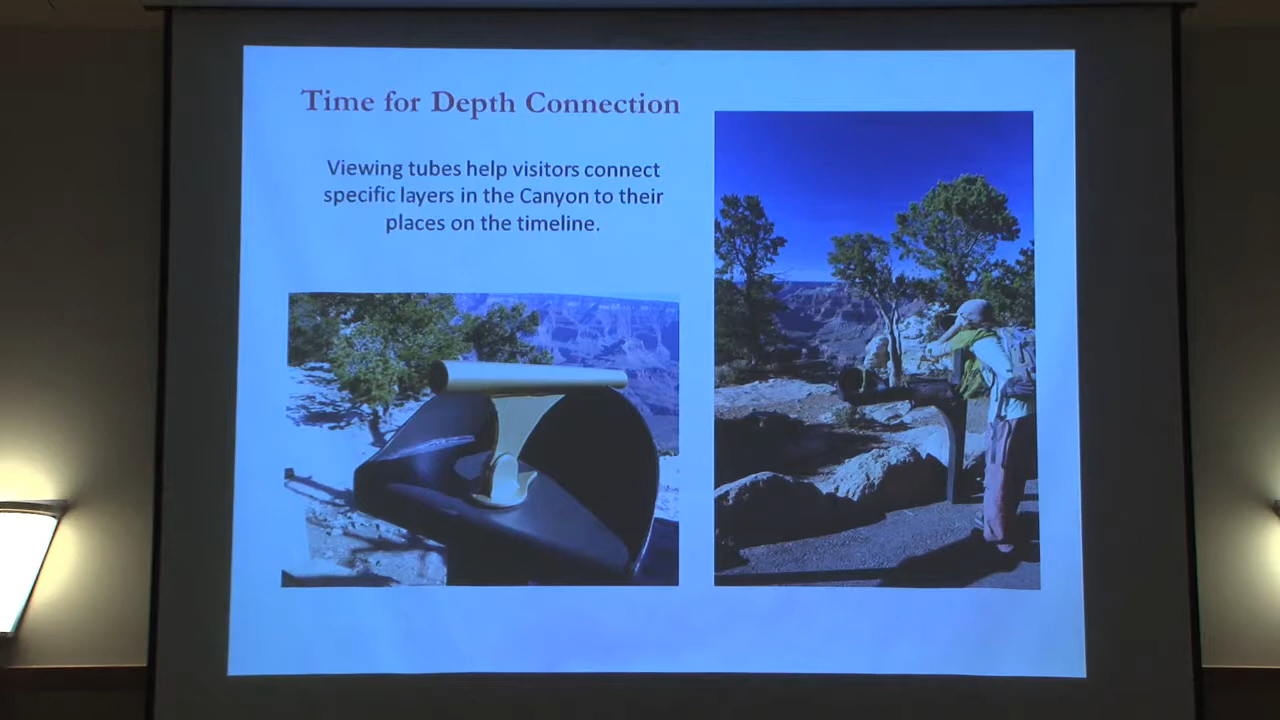 Time for Depth Connection
Viewing tubes help visitors connect
specific layers in the Canyon to their
places on the timeline.